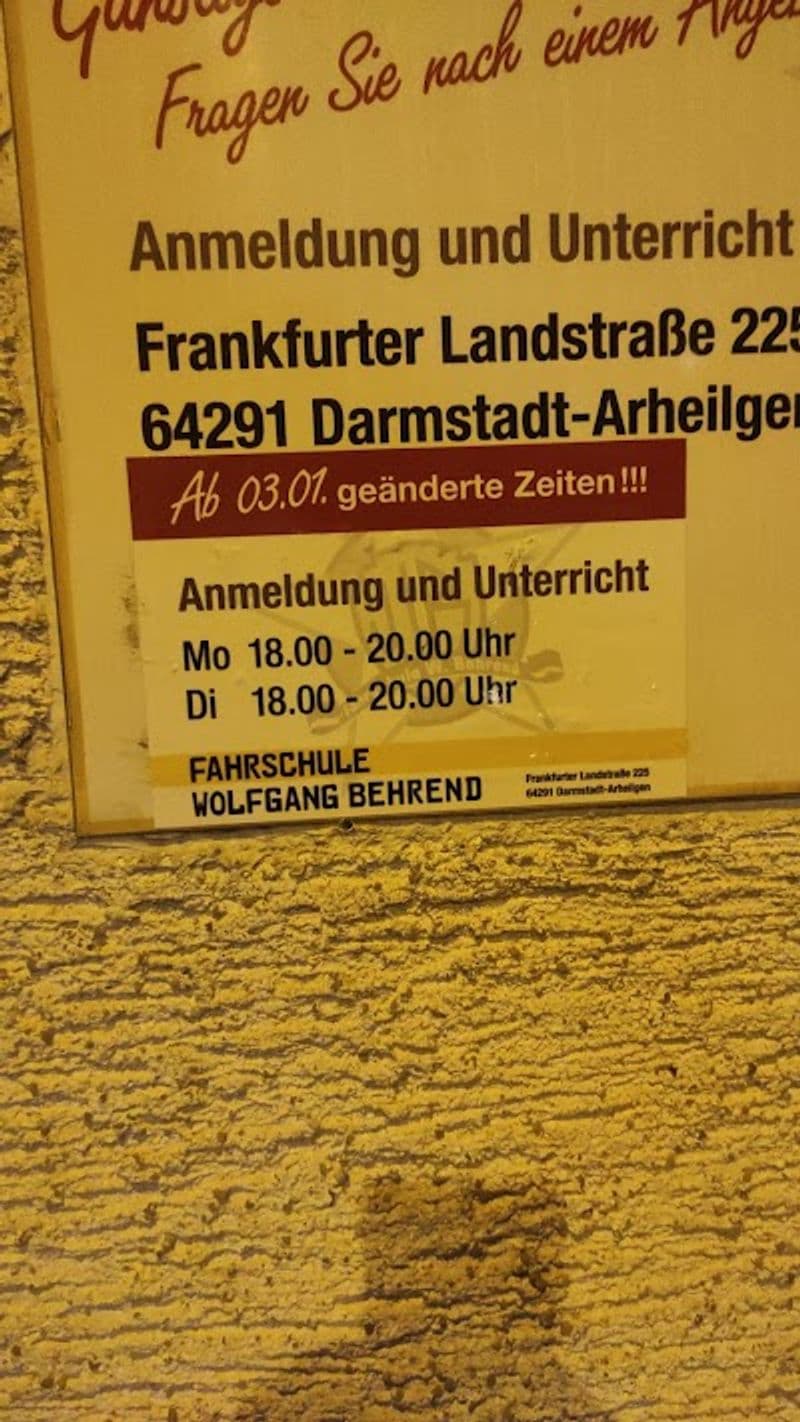 Fragen Sie nach einem
Anmeldung und Unterricht
Frankfurter Landstraße 225
64291 Darmstadt-Arheilgen
Ab 03.01. geänderte Zeiten!!!
Anmeldung und Unterricht
Mo 18.00 - 20.00 Uhr
Di 18.00 - 20.00 Uhr
FAHRSCHULE
WOLFGANG BEHREND
Frankfurter Landstraße 225
64291 Darmstadt-Arheilgen